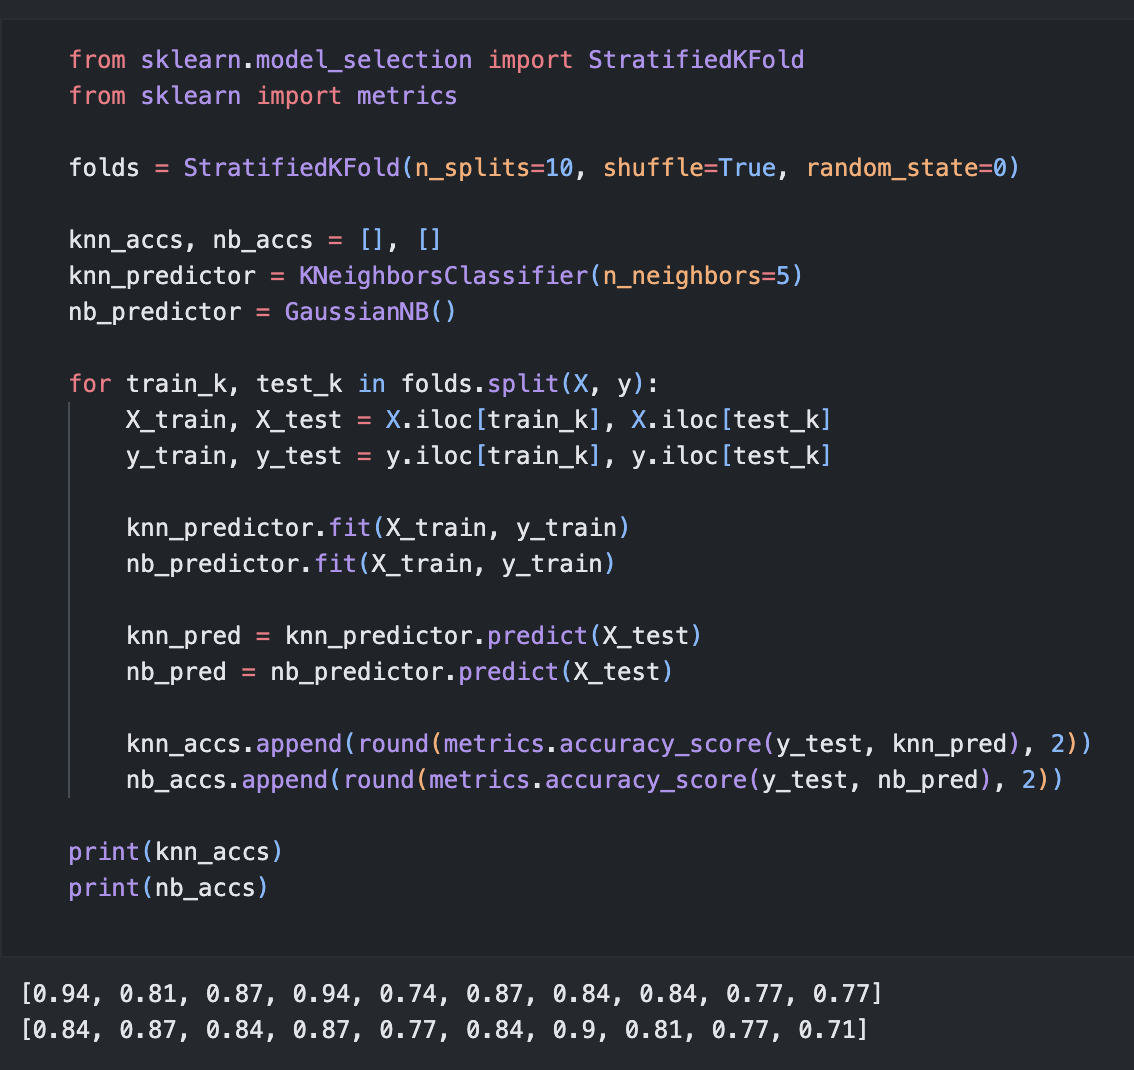 from sklearn.model_selection import StratifiedKFold
from sklearn import metrics
folds = StratifiedKFold(n_splits=10, shuffle=True, random_state=0)
knn_accs, nb_accs = [], []
knn_predictor = KNeighborsClassifier(n_neighbors=5)
nb_predictor = GaussianNB()
for train_k, test_k in folds.split(X, y):
    X_train, X_test = X.iloc[train_k], X.iloc[test_k]
    y_train, y_test = y.iloc[train_k], y.iloc[test_k]
    knn_predictor.fit(X_train, y_train)
    nb_predictor.fit(X_train, y_train)
    knn_pred = knn_predictor.predict(X_test)
    nb_pred = nb_predictor.predict(X_test)
    knn_accs.append(round(metrics.accuracy_score(y_test, knn_pred), 2))
    nb_accs.append(round(metrics.accuracy_score(y_test, nb_pred), 2))
print(knn_accs)
print(nb_accs)
[0.94, 0.81, 0.87, 0.94, 0.74, 0.87, 0.84, 0.84, 0.77, 0.77]
[0.84, 0.87, 0.84, 0.87, 0.77, 0.84, 0.9, 0.81, 0.77, 0.71]